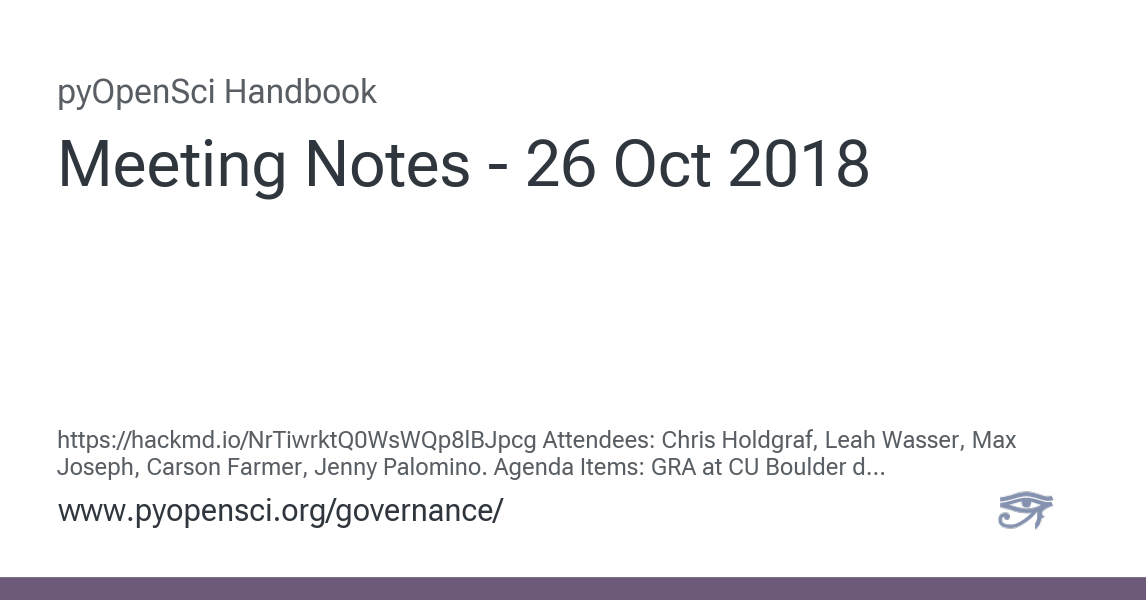 pyOpenSci Handbook
Meeting Notes - 26 Oct 2018
https://hackmd.io/NrTiwrktQ0WsWQp8lBJpcg Attendees: Chris Holdgraf, Leah Wasser, Max
Joseph, Carson Farmer, Jenny Palomino. Agenda Items: GRA at CU Boulder d...
www.pyopensci.org/governance/